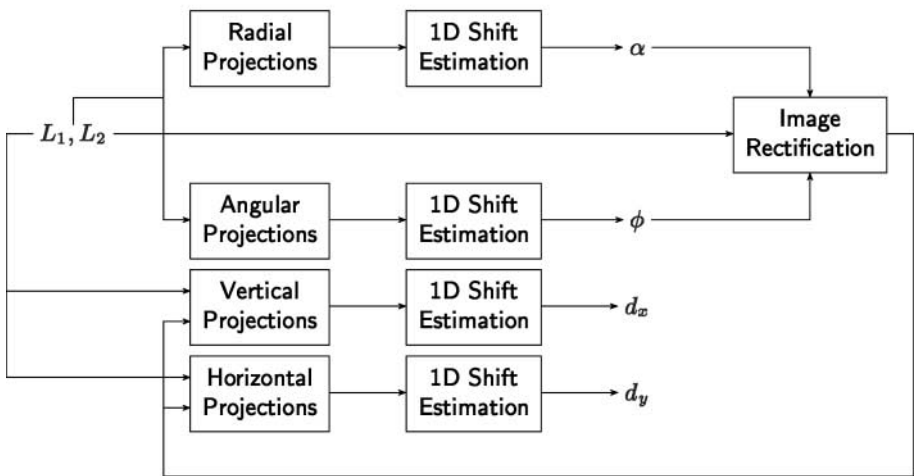 Radial
Projections
1D Shift
Estimation
α
L₁, L₂
Image
Rectification
Angular
Projections
1D Shift
Estimation
ϕ
Vertical
Projections
1D Shift
Estimation
dₓ
Horizontal
Projections
1D Shift
Estimation
d_y